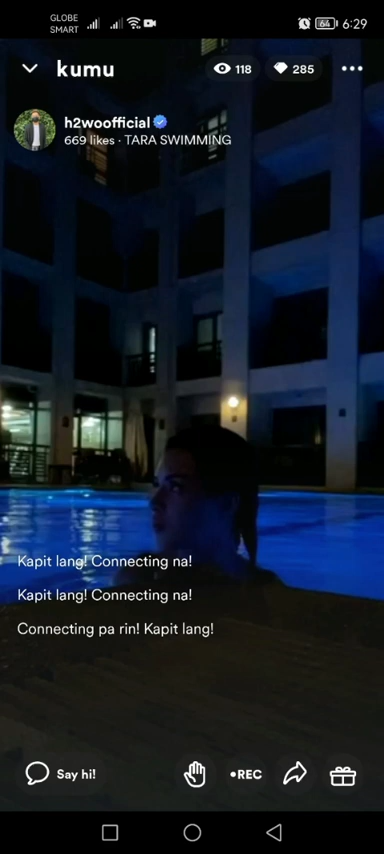 GLOBE
SMART
64
6:29
kumu
118
285
h2woofficial
669 likes · TARA SWIMMING
Kapit lang! Connecting na!
Kapit lang! Connecting na!
Connecting pa rin! Kapit lang!
Say hi!
•REC